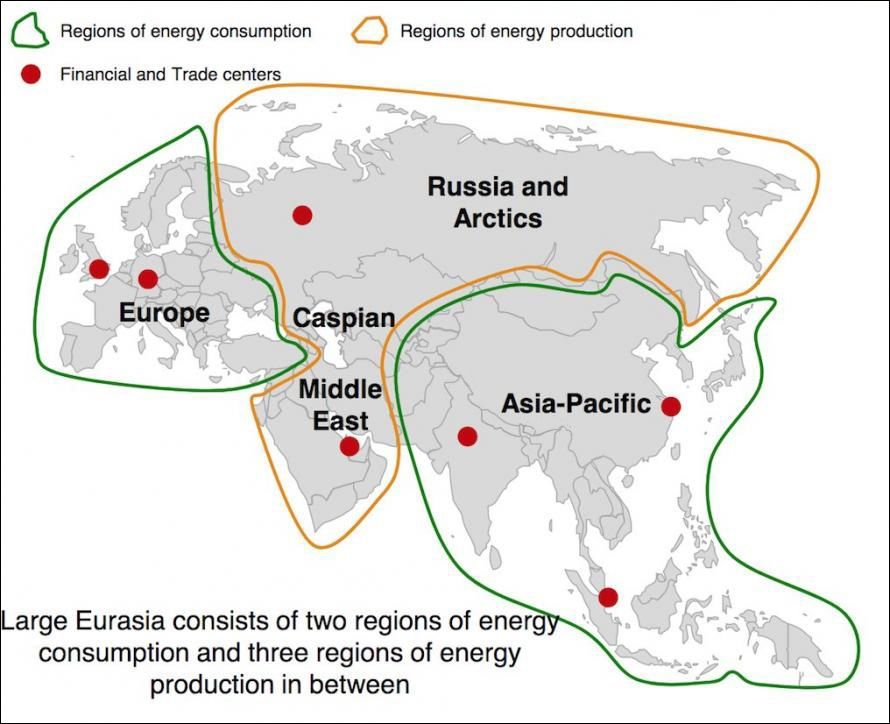 Regions of energy consumption
Regions of energy production
Financial and Trade centers
Russia and
Arctics
Europe
Caspian
Middle
East
Asia-Pacific
Large Eurasia consists of two regions of energy
consumption and three regions of energy
production in between